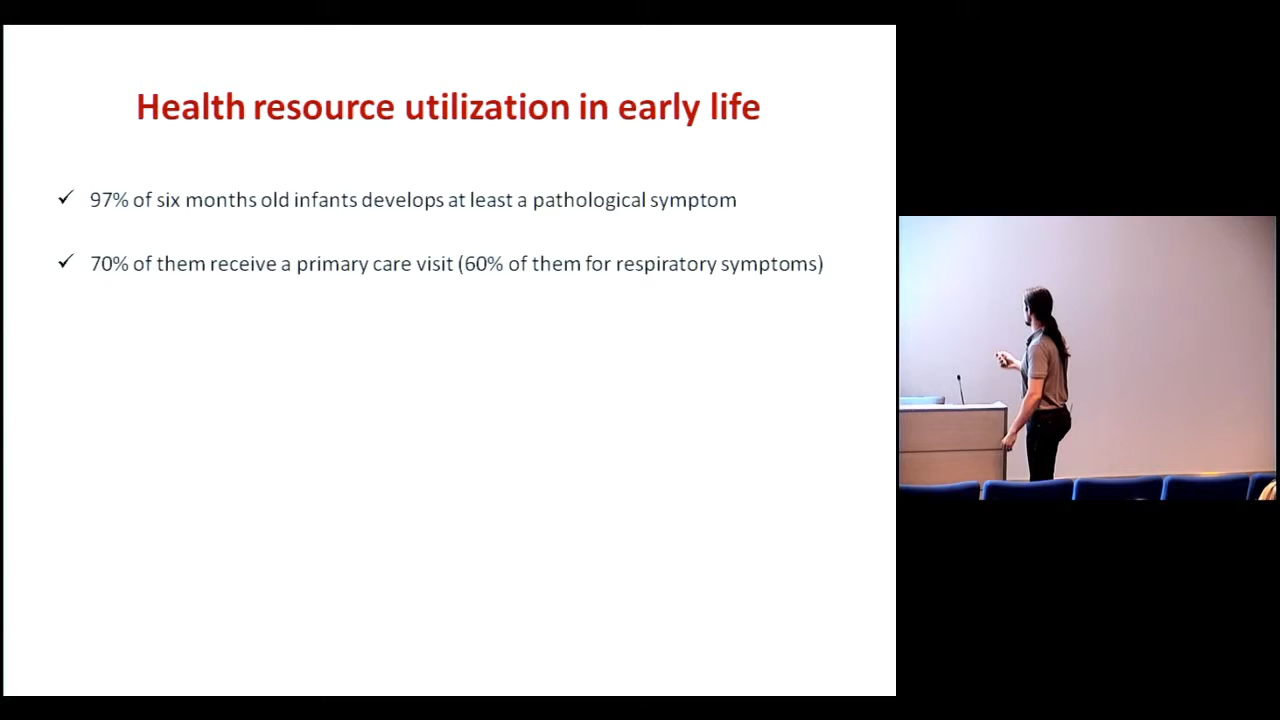 Health resource utilization in early life
97% of six months old infants develops at least a pathological symptom
70% of them receive a primary care visit (60% of them for respiratory symptoms)